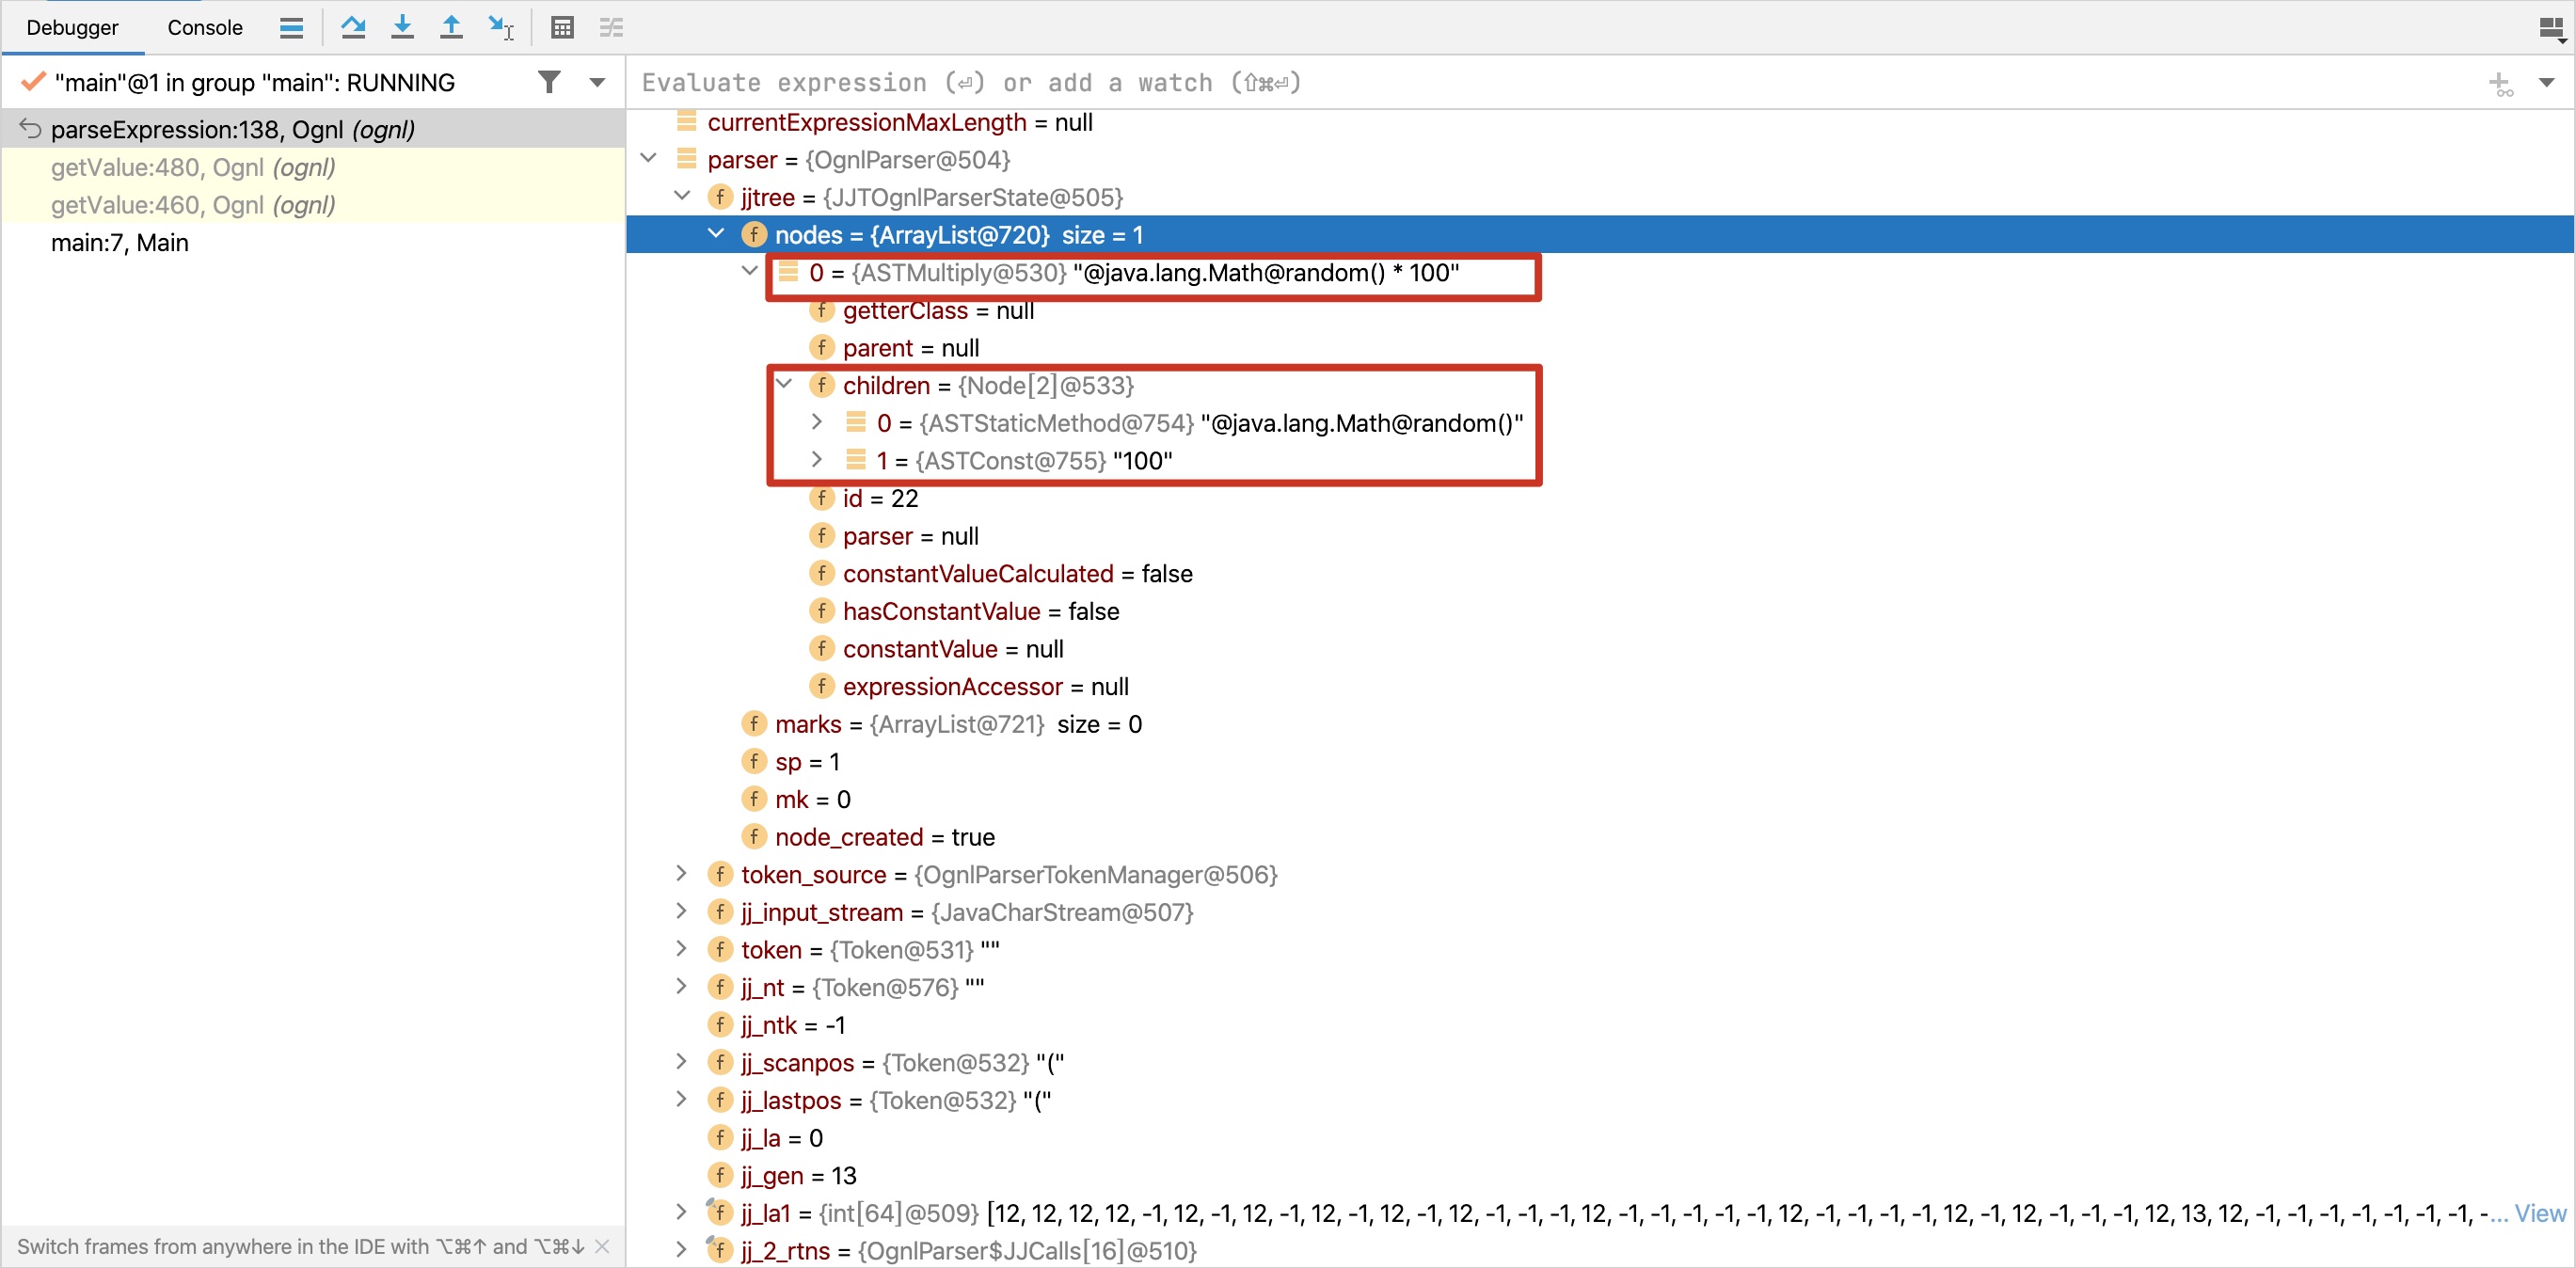 Debugger Console
"main"@1 in group "main": RUNNING
Evaluate expression (⏎) or add a watch (⇧⌘⏎)
parseExpression:138, Ognl (ognl)
getValue:480, Ognl (ognl)
getValue:460, Ognl (ognl)
main:7, Main
currentExpressionMaxLength = null
parser = {OgnlParser@504}
f jjtree = {JJTOgnlParserState@505}
f nodes = {ArrayList@720} size = 1
0 = {ASTMultiply@530} "@java.lang.Math@random() * 100"
f getterClass = null
f parent = null
f children = {Node[2]@533}
0 = {ASTStaticMethod@754} "@java.lang.Math@random()"
1 = {ASTConst@755} "100"
f id = 22
f parser = null
f constantValueCalculated = false
f hasConstantValue = false
f constantValue = null
f expressionAccessor = null
f marks = {ArrayList@721} size = 0
f sp = 1
f mk = 0
f node_created = true
f token_source = {OgnlParserTokenManager@506}
f jj_input_stream = {JavaCharStream@507}
f token = {Token@531} ""
f jj_nt = {Token@576} ""
f jj_ntk = -1
f jj_scanpos = {Token@532} "("
f jj_lastpos = {Token@532} "("
f jj_la = 0
f jj_gen = 13
f jj_la1 = {int[64]@509} [12, 12, 12, 12, -1, 12, -1, 12, -1, 12, -1, 12, -1, 12, -1, -1, -1, 12, -1, -1, -1, -1, -1, 12, -1, -1, -1, -1, 12, -1, 12, -1, -1, -1, 12, 13, 12, -1, -1, -1, -1, -1, -1, -1, -... View
f jj_2_rtns = {OgnlParser$JJCalls[16]@510}
Switch frames from anywhere in the IDE with ⌥⌘↑ and ⌥⌘↓